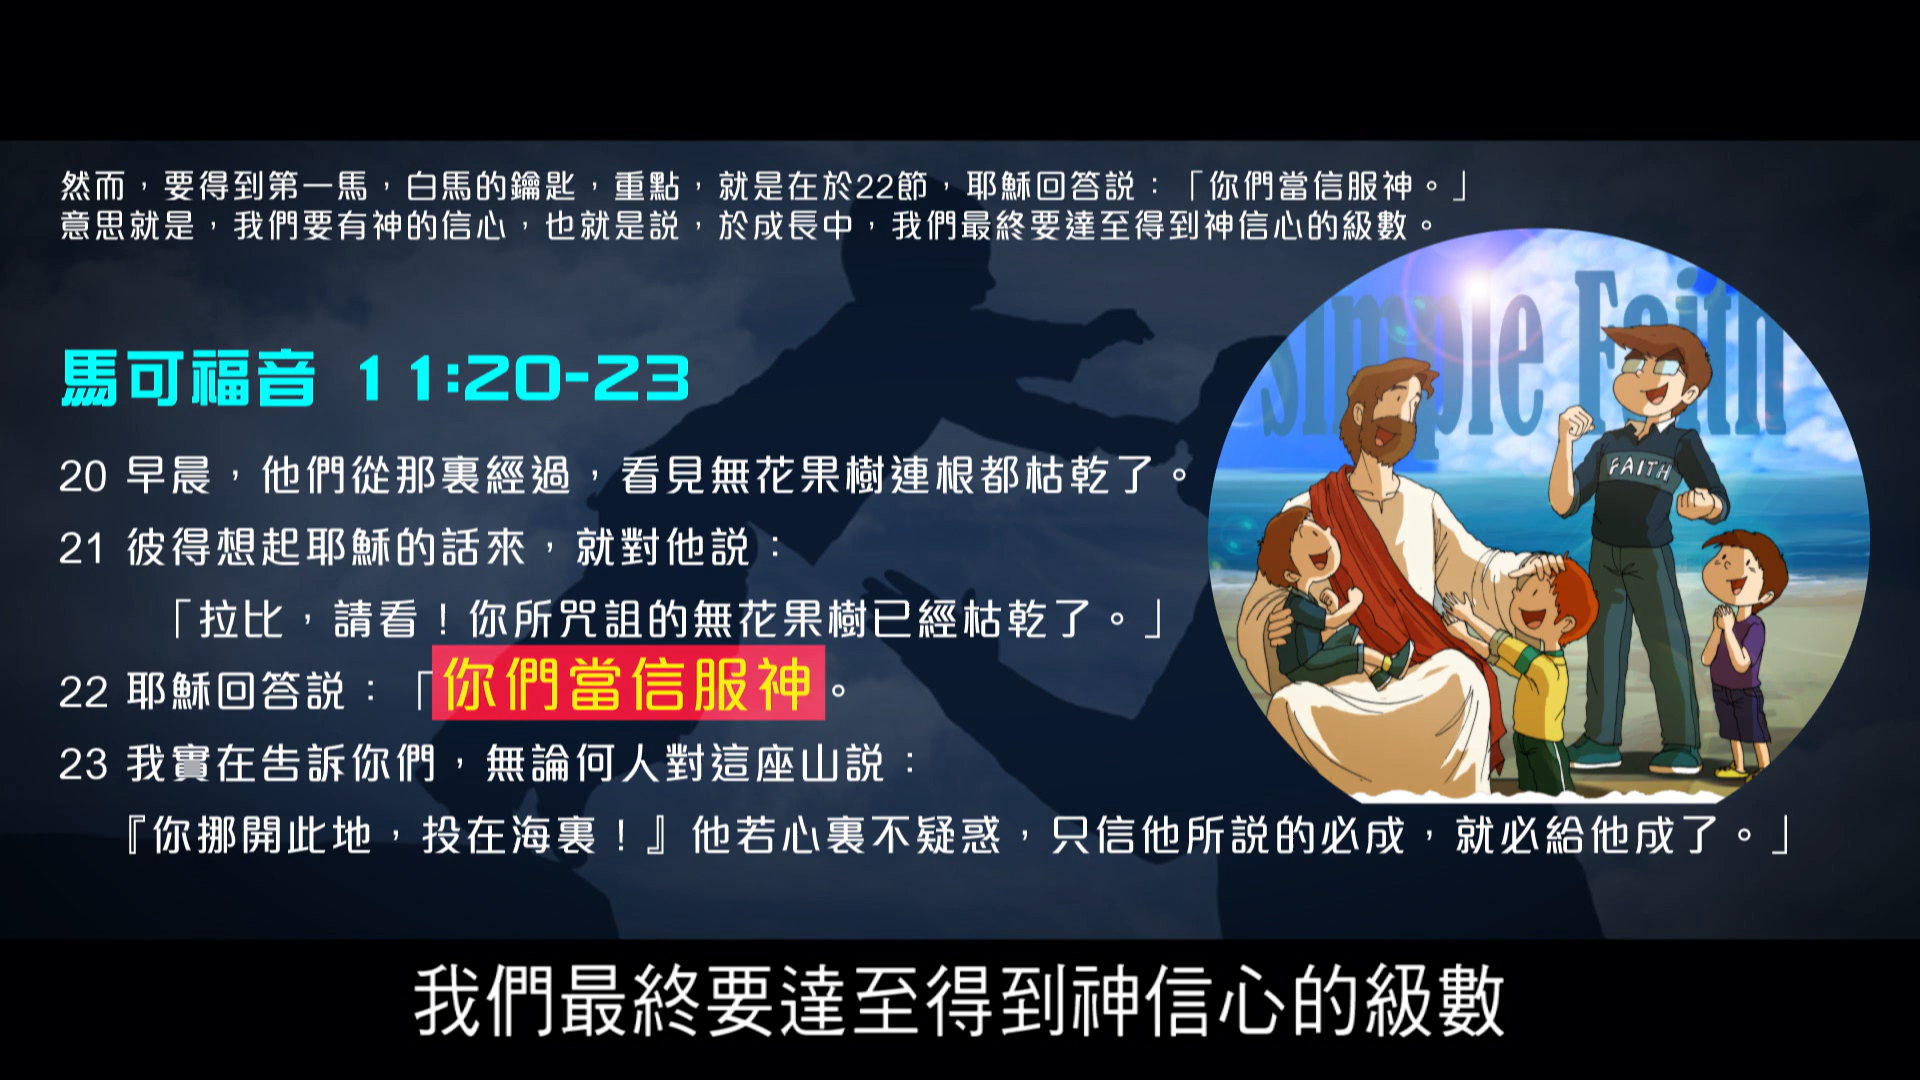 然而，要得到第一馬，白馬的鑰匙，重點，就是在於22節，耶穌回答説：「你們當信服神。」
意思就是，我們要有神的信心，也就是説，於成長中，我們最終要達至得到神信心的級數。
Simple Faith
馬可福音 11:20-23
FAITH
20 早晨，他們從那裏經過，看見無花果樹連根都枯乾了。
21 彼得想起耶穌的話來，就對他説：
「拉比，請看！你所咒詛的無花果樹已經枯乾了。」
22 耶穌回答説：「你們當信服神。
23 我實在告訴你們，無論何人對這座山説：
『你挪開此地，投在海裏！』他若心裏不疑惑，只信他所説的必成，就必給他成了。」
我們最終要達至得到神信心的級數